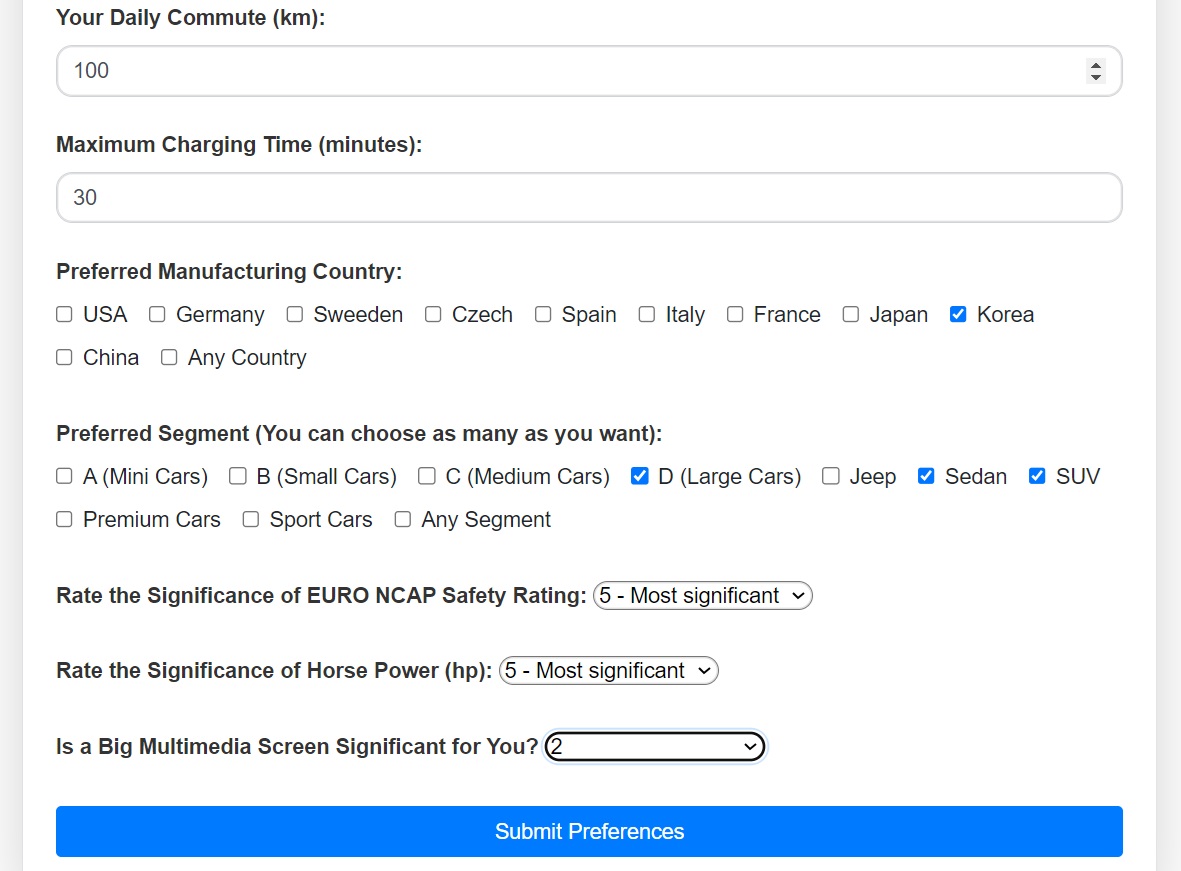 Your Daily Commute (km):
100
Maximum Charging Time (minutes):
30
Preferred Manufacturing Country:
USA Germany Sweeden Czech Spain Italy France Japan Korea
China Any Country
Preferred Segment (You can choose as many as you want):
A (Mini Cars) B (Small Cars) C (Medium Cars) D (Large Cars) Jeep Sedan SUV
Premium Cars Sport Cars Any Segment
Rate the Significance of EURO NCAP Safety Rating: 5 - Most significant
Rate the Significance of Horse Power (hp): 5 - Most significant
Is a Big Multimedia Screen Significant for You? 2
Submit Preferences